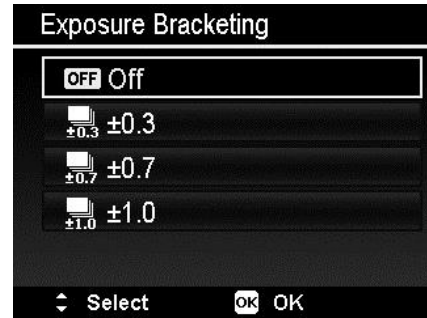 Exposure Bracketing
OFF Off
±0.3 ±0.3
±0.7 ±0.7
±1.0 ±1.0
Select OK OK